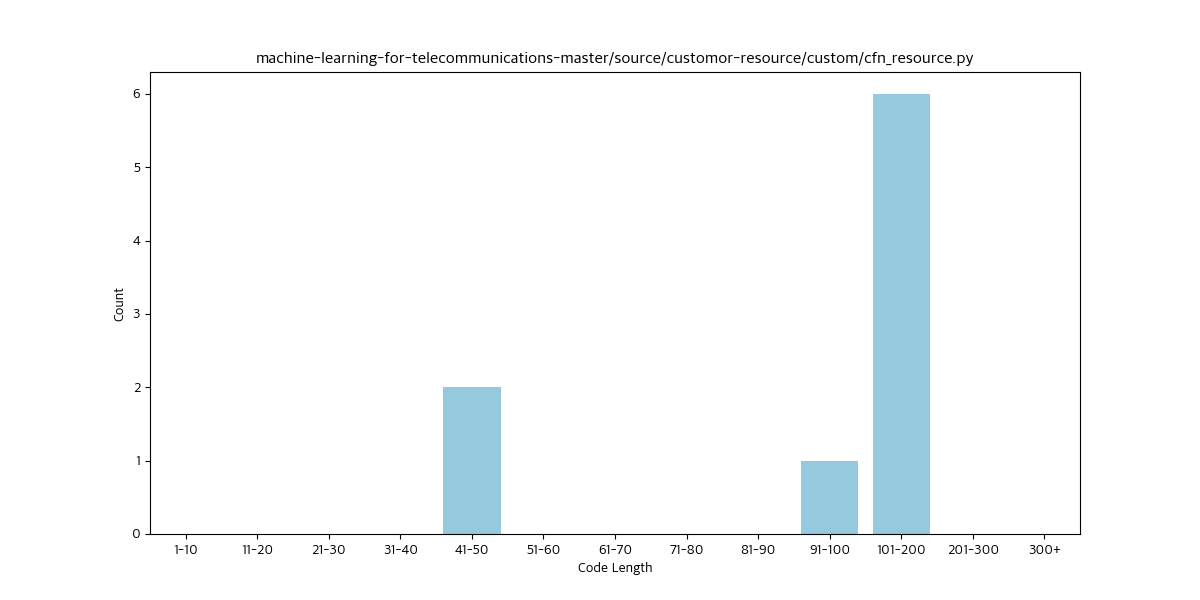 machine-learning-for-telecommunications-master/source/customor-resource/custom/cfn_resource.py
6
5
4
3
2
1
0
Count
1-10 11-20 21-30 31-40 41-50 51-60 61-70 71-80 81-90 91-100 101-200 201-300 300+
Code Length